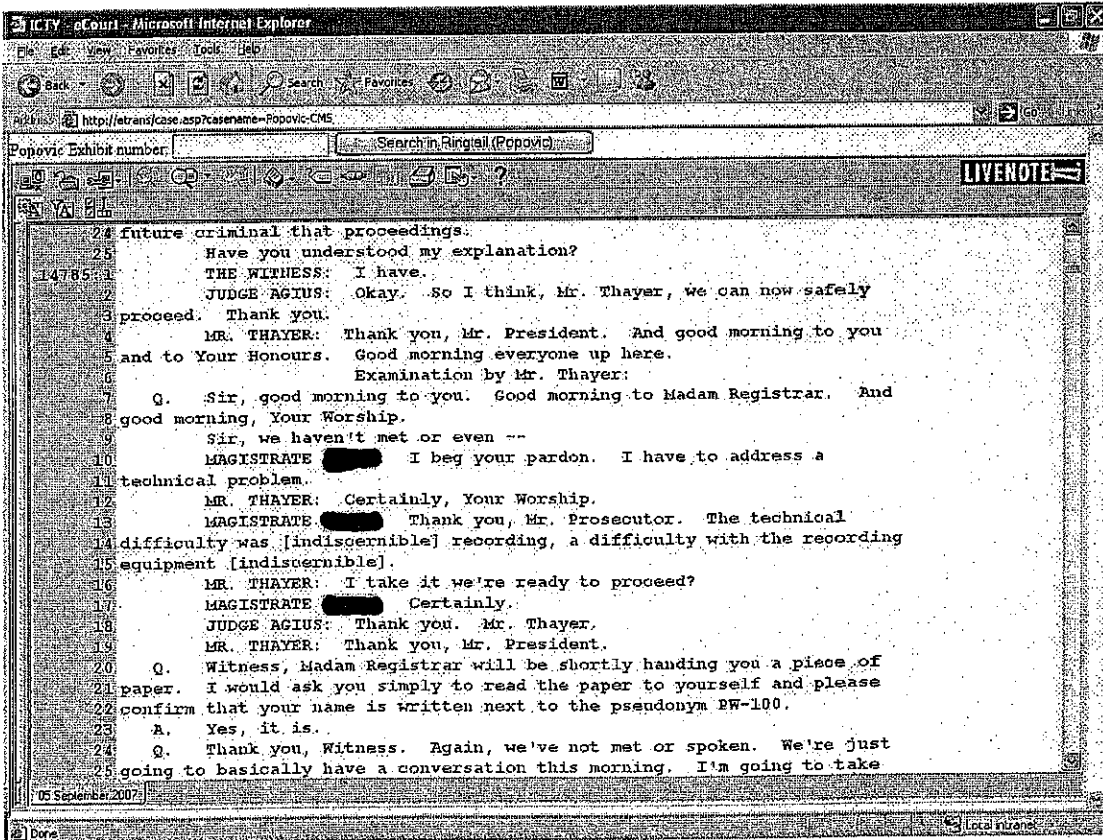 ICTY - eCourt - Microsoft Internet Explorer
File Edit View Favorites Tools Help
Back Search Favorites
Address http://etrans/case.asp?casename=Popovic-CMS Go
Popovic Exhibit number: Search in Ringtail (Popovic)
LIVENOTE
24 future criminal that proceedings.
25 Have you understood my explanation?
14785:1 THE WITNESS: I have.
2 JUDGE AGIUS: Okay. So I think, Mr. Thayer, we can now safely
3 proceed. Thank you.
4 MR. THAYER: Thank you, Mr. President. And good morning to you
5 and to Your Honours. Good morning everyone up here.
6 Examination by Mr. Thayer:
7 Q. Sir, good morning to you. Good morning to Madam Registrar. And
8 good morning, Your Worship.
9 Sir, we haven't met or even --
10 MAGISTRATE I beg your pardon. I have to address a
11 technical problem.
12 MR. THAYER: Certainly, Your Worship.
13 MAGISTRATE Thank you, Mr. Prosecutor. The technical
14 difficulty was [indiscernible] recording, a difficulty with the recording
15 equipment [indiscernible].
16 MR. THAYER: I take it we're ready to proceed?
17 MAGISTRATE Certainly.
18 JUDGE AGIUS: Thank you. Mr. Thayer.
19 MR. THAYER: Thank you, Mr. President.
20 Q. Witness, Madam Registrar will be shortly handing you a piece of
21 paper. I would ask you simply to read the paper to yourself and please
22 confirm that your name is written next to the pseudonym PW-100.
23 A. Yes, it is.
24 Q. Thank you, Witness. Again, we've not met or spoken. We're just
25 going to basically have a conversation this morning. I'm going to take
05 September 2007
Done Local intranet